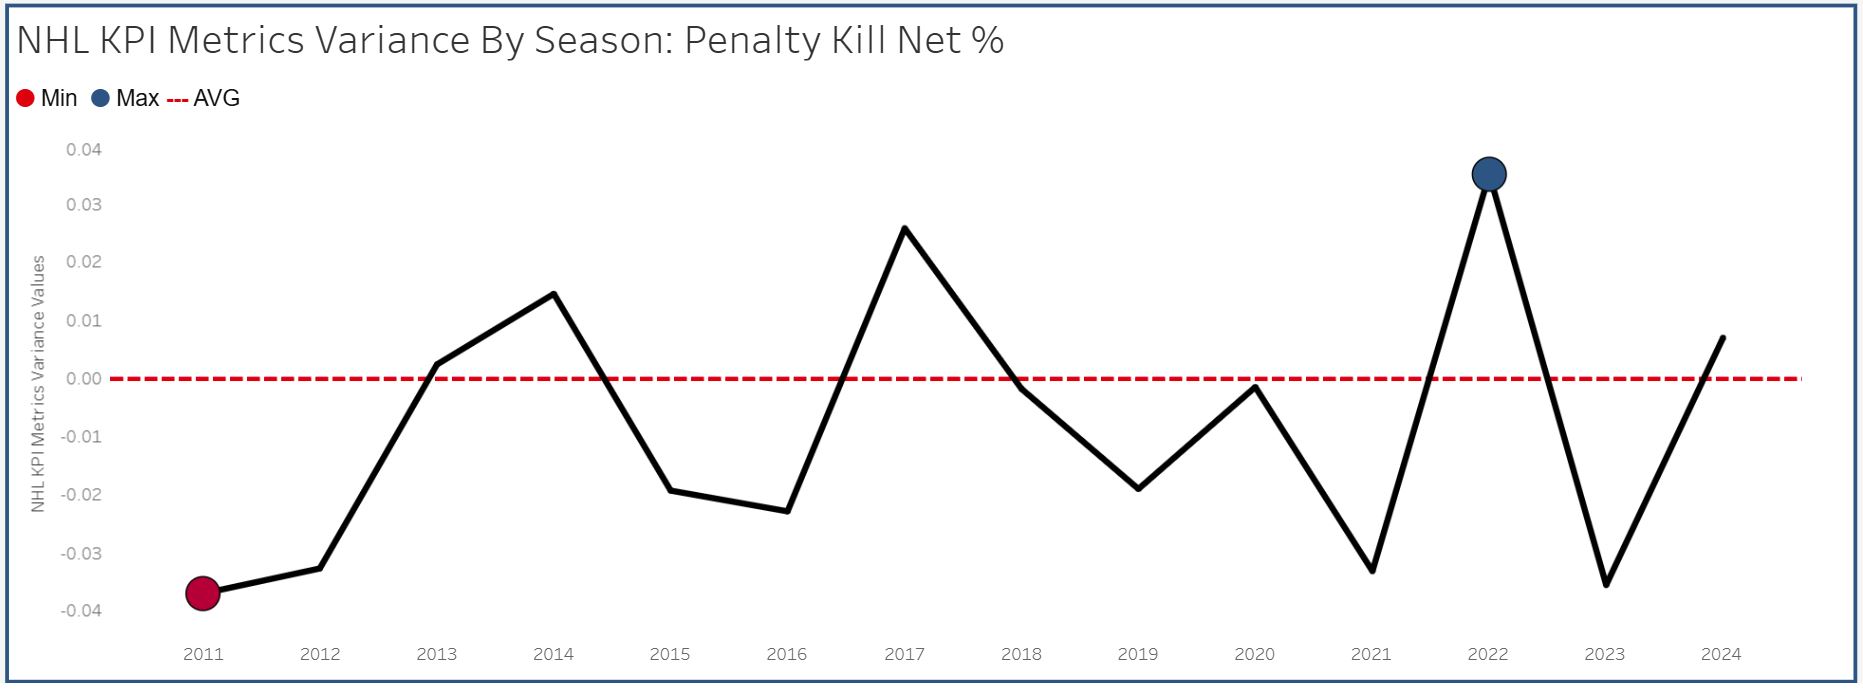 NHL KPI Metrics Variance By Season: Penalty Kill Net %
Min Max --- AVG
NHL KPI Metrics Variance Values
0.04
0.03
0.02
0.01
0.00
-0.01
-0.02
-0.03
-0.04
2011 2012 2013 2014 2015 2016 2017 2018 2019 2020 2021 2022 2023 2024